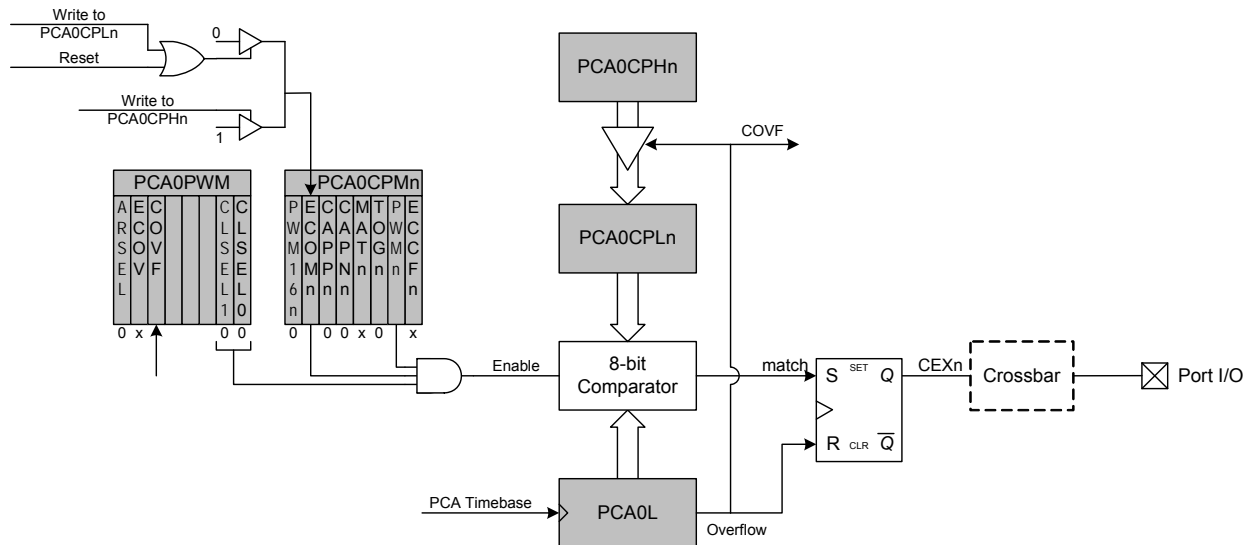 Write to
PCA0CPLn
Reset
0
Write to
PCA0CPHn
1
PCA0CPHn
COVF
PCA0PWM
ARSEL
ECOV
COVF
CLSEL1
CLSEL0
0 x 0 0
PCA0CPMn
PWM16n
ECOMn
CAPPn
CAPNn
MATn
TOGn
PWMn
ECCFn
0 0 0 x 0 x
PCA0CPLn
Enable
8-bit
Comparator
match
S SET Q
R CLR Q
CEXn
Crossbar
Port I/O
PCA Timebase
PCA0L
Overflow